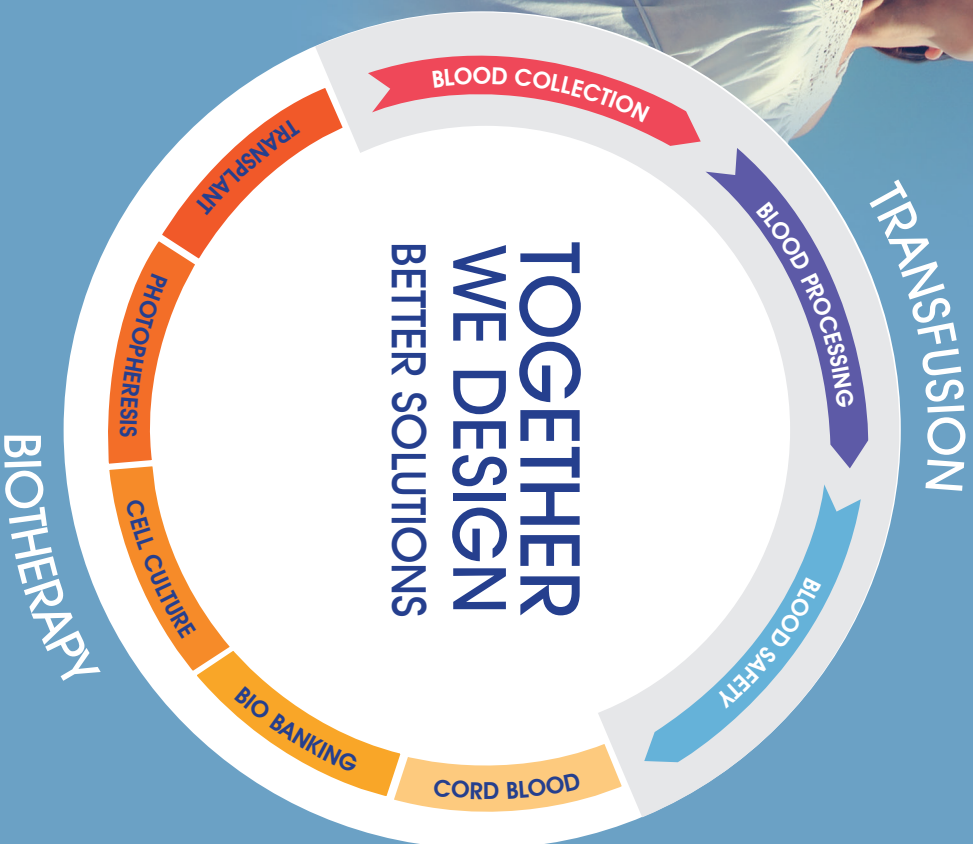 TRANSFUSION
BLOOD COLLECTION
BLOOD PROCESSING
BLOOD SAFETY
TOGETHER
WE DESIGN
BETTER SOLUTIONS
TRANSPLANT
PHOTOPHERESIS
CELL CULTURE
BIO BANKING
CORD BLOOD
BIOTHERAPY